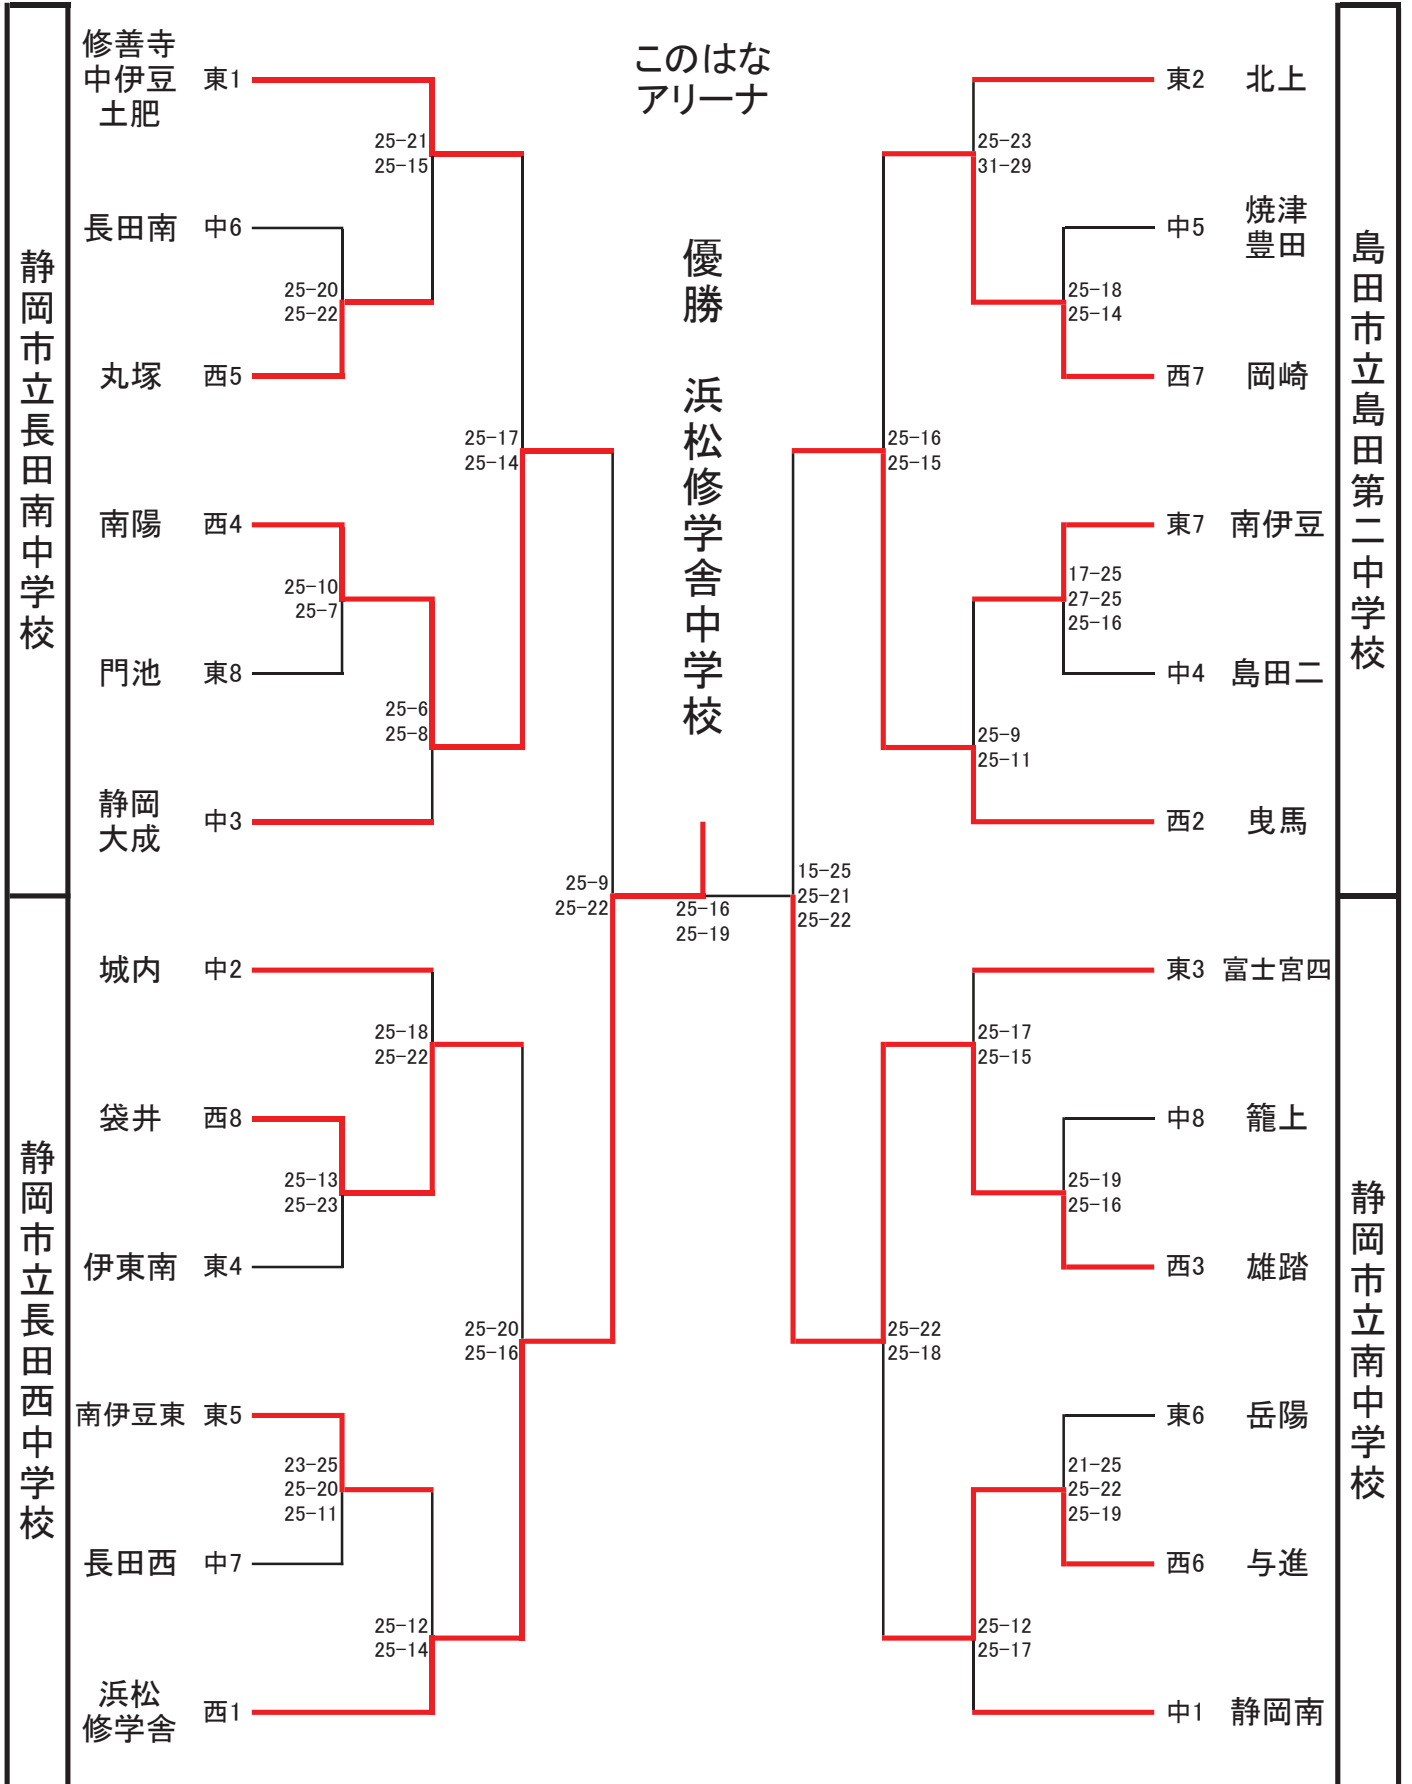 このはな
アリーナ
優勝　浜松修学舎中学校
静岡市立長田南中学校
修善寺
中伊豆
土肥
東1
25-21
25-15
長田南 中6
25-20
25-22
丸塚 西5
25-17
25-14
南陽 西4
25-10
25-7
門池 東8
25-6
25-8
静岡
大成
中3
25-9
25-22
静岡市立長田西中学校
城内 中2
25-18
25-22
袋井 西8
25-13
25-23
伊東南 東4
25-20
25-16
南伊豆東 東5
23-25
25-20
25-11
長田西 中7
25-12
25-14
浜松
修学舎
西1
25-16
25-19
島田市立島田第二中学校
東2 北上
25-23
31-29
中5
焼津
豊田
25-18
25-14
西7 岡崎
25-16
25-15
東7 南伊豆
17-25
27-25
25-16
中4 島田二
25-9
25-11
西2 曳馬
15-25
25-21
25-22
静岡市立南中学校
東3 富士宮四
25-17
25-15
中8 籠上
25-19
25-16
西3 雄踏
25-22
25-18
東6 岳陽
21-25
25-22
25-19
西6 与進
25-12
25-17
中1 静岡南